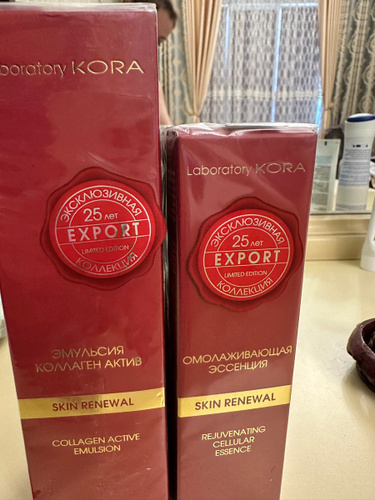 boratory KORA
ЭКСКЛЮЗИВНАЯ
25 лет
EXPORT
LIMITED EDITION
КОЛЛЕКЦИЯ
ЭМУЛЬСИЯ
КОЛЛАГЕН АКТИВ
SKIN RENEWAL
COLLAGEN ACTIVE
EMULSION
Laboratory KORA
ЭКСКЛЮЗИВНАЯ
25 лет
EXPORT
LIMITED EDITION
КОЛЛЕКЦИЯ
ОМОЛАЖИВАЮЩАЯ
ЭССЕНЦИЯ
SKIN RENEWAL
REJUVENATING
CELLULAR
ESSENCE